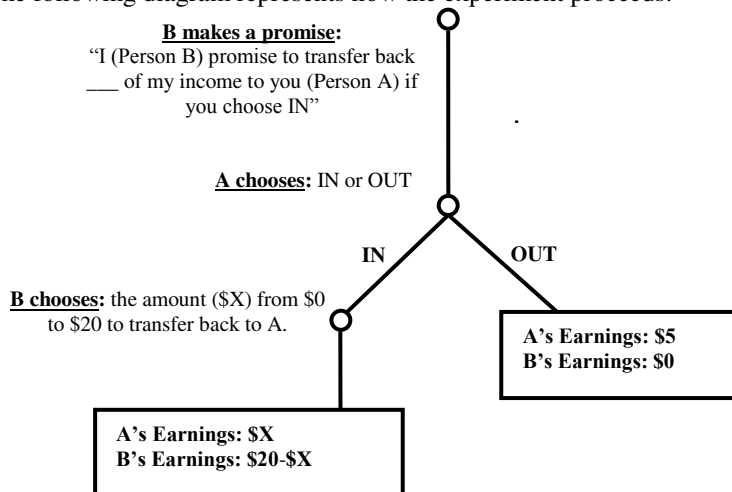 The following diagram represents how the experiment proceeds.
B makes a promise:
“I (Person B) promise to transfer back
___ of my income to you (Person A) if
you choose IN”
A chooses: IN or OUT
IN
OUT
B chooses: the amount ($X) from $0
to $20 to transfer back to A.
A’s Earnings: $5
B’s Earnings: $0
A’s Earnings: $X
B’s Earnings: $20-$X